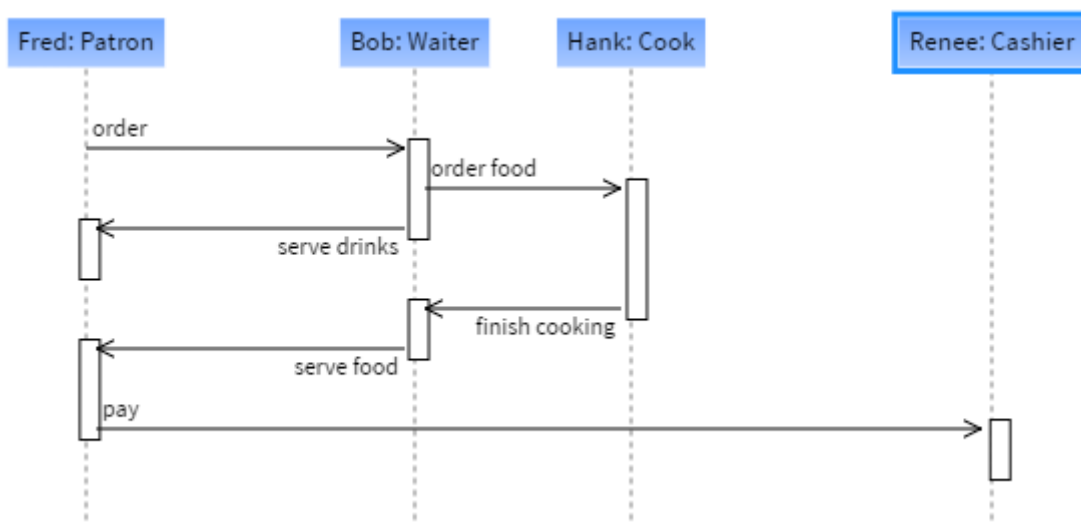 Fred: Patron
Bob: Waiter
Hank: Cook
Renee: Cashier
order
order food
serve drinks
finish cooking
serve food
pay